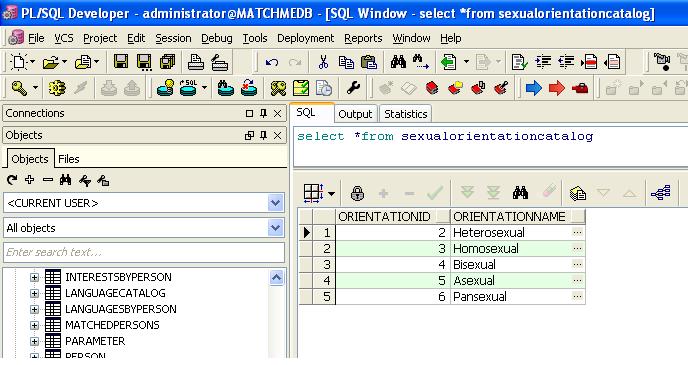 PL/SQL Developer - administrator@MATCHMEDB - [SQL Window - select *from sexualorientationcatalog]
File Project Edit Session Debug Tools Deployment Reports Window Help
Connections
Objects
Objects Files
<CURRENT USER>
All objects
Enter search text...
INTERESTSBYPERSON
LANGUAGECATALOG
LANGUAGESBYPERSON
MATCHEDPERSONS
PARAMETER
PERSON
SQL Output Statistics
select *from sexualorientationcatalog
ORIENTATIONID ORIENTATIONNAME
1 2 Heterosexual ...
2 3 Homosexual ...
3 4 Bisexual ...
4 5 Asexual ...
5 6 Pansexual ...